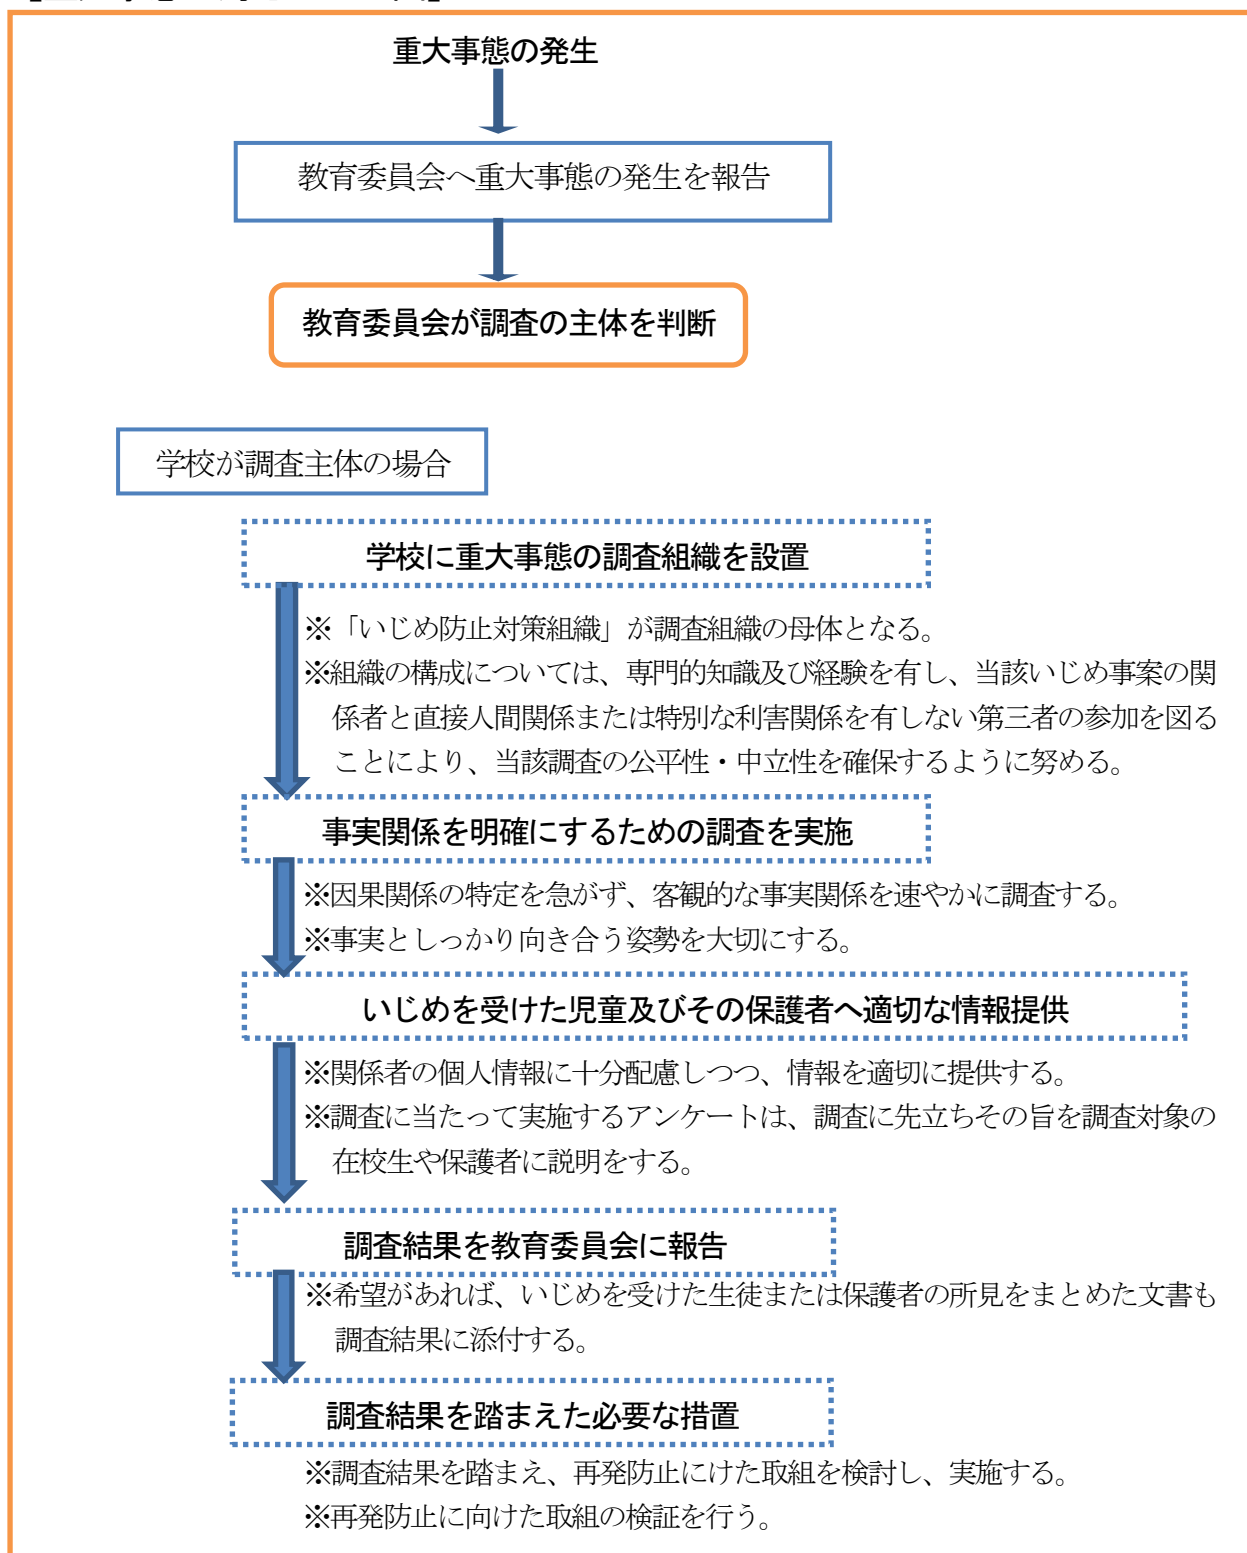 重大事態の発生
教育委員会へ重大事態の発生を報告
教育委員会が調査の主体を判断
学校が調査主体の場合
学校に重大事態の調査組織を設置
※「いじめ防止対策組織」が調査組織の母体となる。
※組織の構成については、専門的知識及び経験を有し、当該いじめ事案の関
係者と直接人間関係または特別な利害関係を有しない第三者の参加を図る
ことにより、当該調査の公平性・中立性を確保するように努める。
事実関係を明確にするための調査を実施
※因果関係の特定を急がず、客観的な事実関係を速やかに調査する。
※事実としっかり向き合う姿勢を大切にする。
いじめを受けた児童及びその保護者へ適切な情報提供
※関係者の個人情報に十分配慮しつつ、情報を適切に提供する。
※調査に当たって実施するアンケートは、調査に先立ちその旨を調査対象の
在校生や保護者に説明をする。
調査結果を教育委員会に報告
※希望があれば、いじめを受けた生徒または保護者の所見をまとめた文書も
調査結果に添付する。
調査結果を踏まえた必要な措置
※調査結果を踏まえ、再発防止にけた取組を検討し、実施する。
※再発防止に向けた取組の検証を行う。